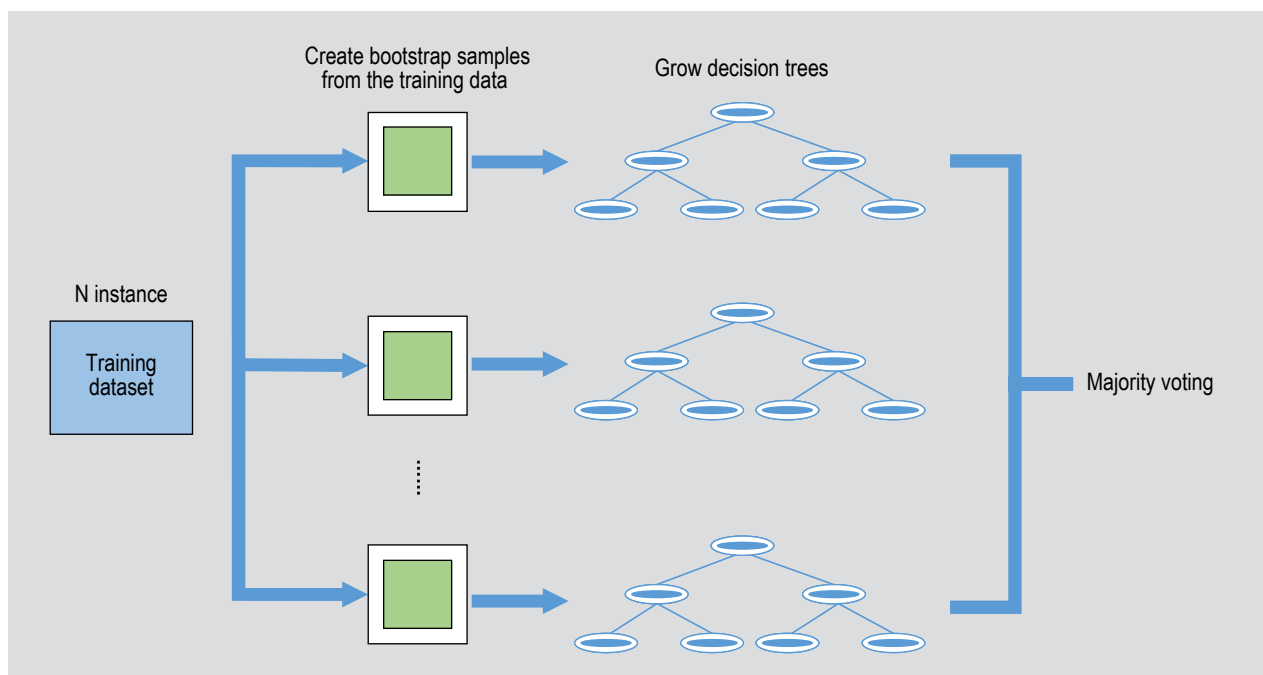 Create bootstrap samples
from the training data
Grow decision trees
N instance
Training
dataset
Majority voting